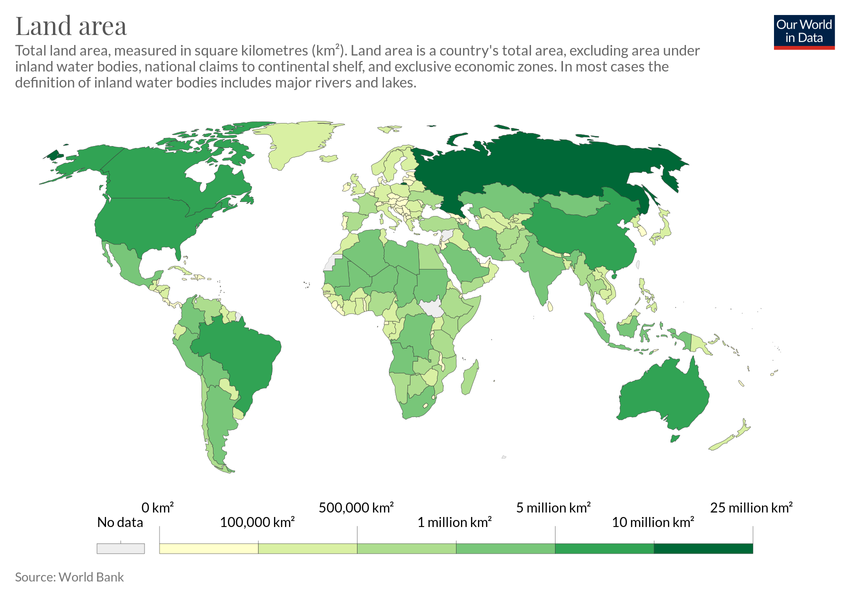 Land area
Our World
in Data
Total land area, measured in square kilometres (km²). Land area is a country's total area, excluding area under
inland water bodies, national claims to continental shelf, and exclusive economic zones. In most cases the
definition of inland water bodies includes major rivers and lakes.
0 km²
500,000 km²
5 million km²
25 million km²
No data
100,000 km²
1 million km²
10 million km²
Source: World Bank